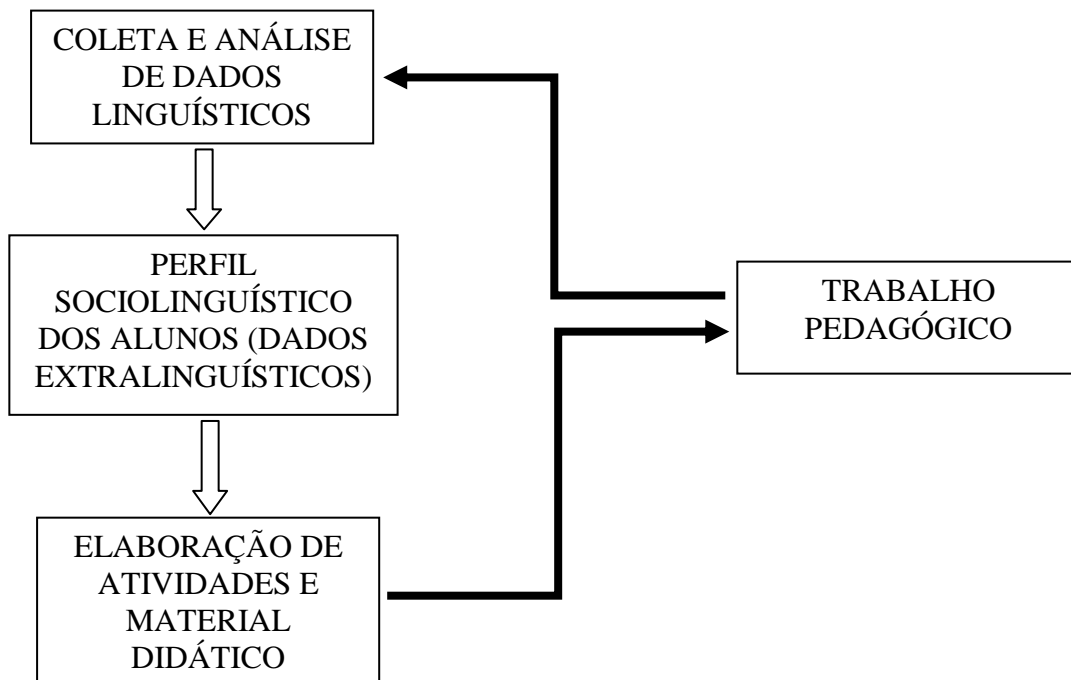 COLETA E ANÁLISE
DE DADOS
LINGUÍSTICOS
PERFIL
SOCIOLINGUÍSTICO
DOS ALUNOS (DADOS
EXTRALINGUÍSTICOS)
ELABORAÇÃO DE
ATIVIDADES E
MATERIAL
DIDÁTICO
TRABALHO
PEDAGÓGICO